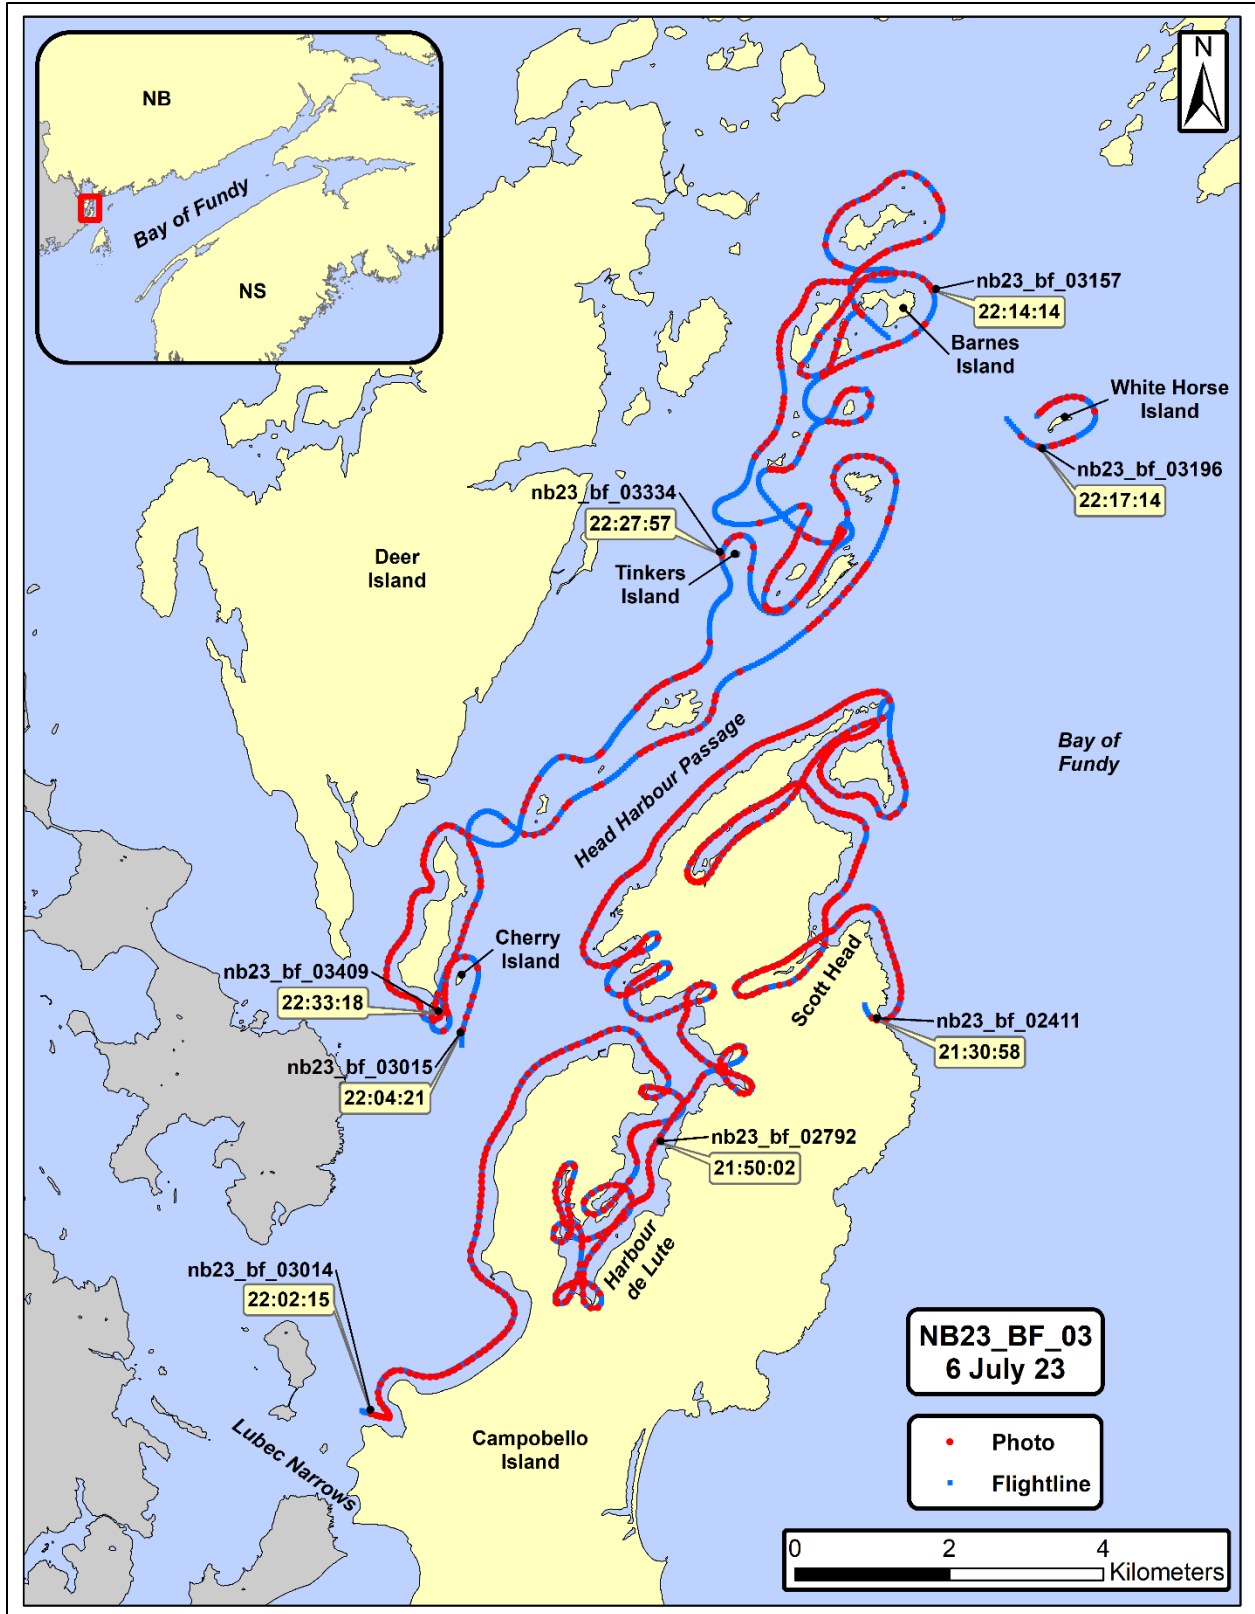 N
NB
Bay of Fundy
NS
nb23_bf_03157
22:14:14
Barnes
Island
White Horse
Island
nb23_bf_03196
22:17:14
nb23_bf_03334
22:27:57
Tinkers
Island
Deer
Island
Head Harbour Passage
Bay of
Fundy
Cherry
Island
nb23_bf_03409
22:33:18
Scott Head
nb23_bf_02411
21:30:58
nb23_bf_03015
22:04:21
nb23_bf_02792
21:50:02
Harbour
de Lute
nb23_bf_03014
22:02:15
Lubec Narrows
Campobello
Island
NB23_BF_03
6 July 23
Photo
Flightline
0 2 4
Kilometers